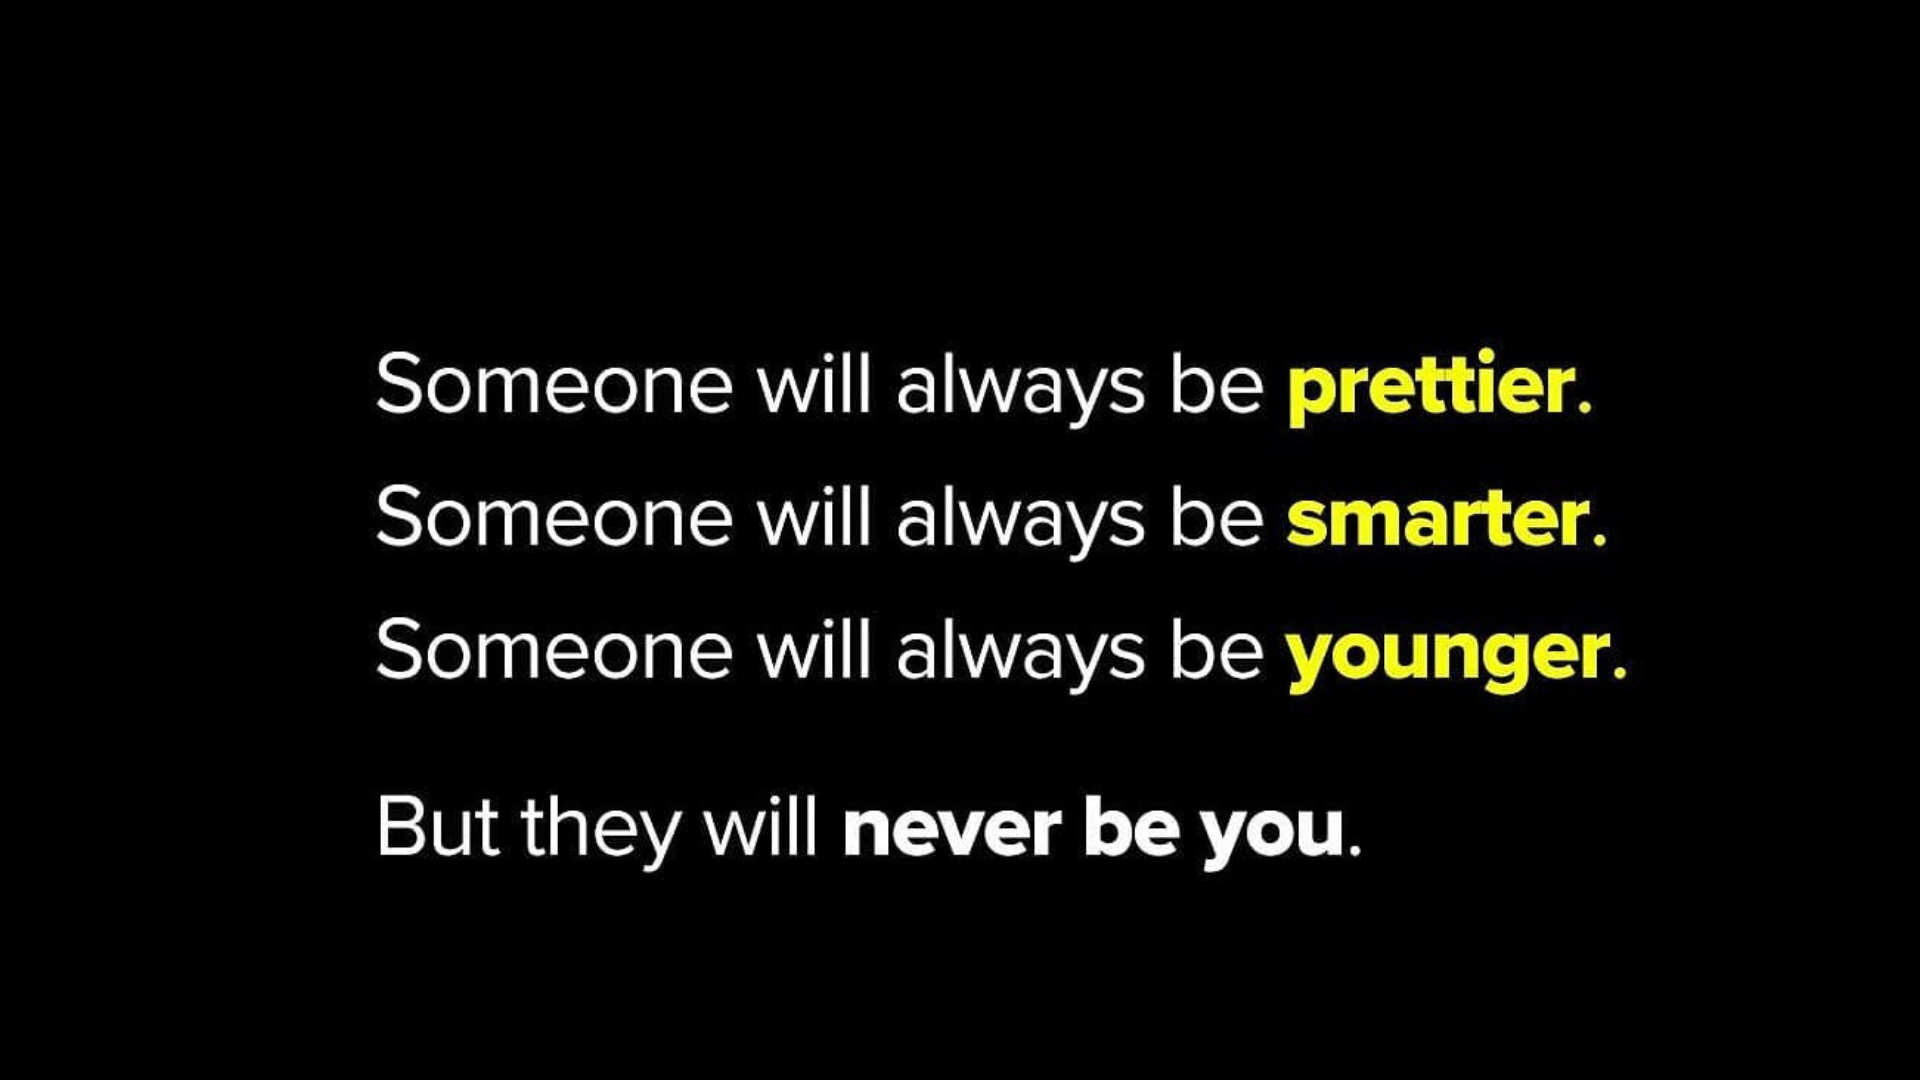 Someone will always be prettier.
Someone will always be smarter.
Someone will always be younger.
But they will never be you.